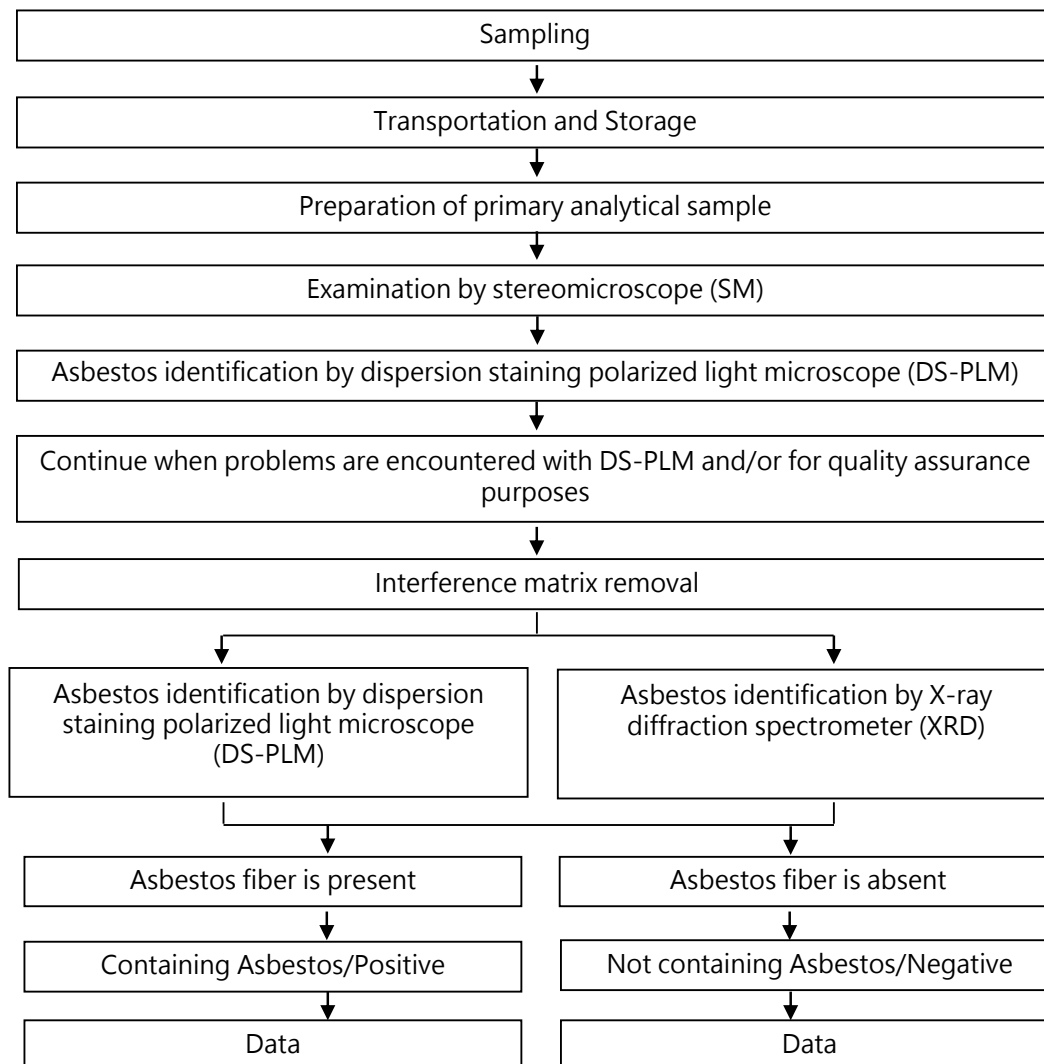 Sampling
Transportation and Storage
Preparation of primary analytical sample
Examination by stereomicroscope (SM)
Asbestos identification by dispersion staining polarized light microscope (DS-PLM)
Continue when problems are encountered with DS-PLM and/or for quality assurance
purposes
Interference matrix removal
Asbestos identification by dispersion
staining polarized light microscope
(DS-PLM)
Asbestos identification by X-ray
diffraction spectrometer (XRD)
Asbestos fiber is present
Asbestos fiber is absent
Containing Asbestos/Positive
Not containing Asbestos/Negative
Data
Data